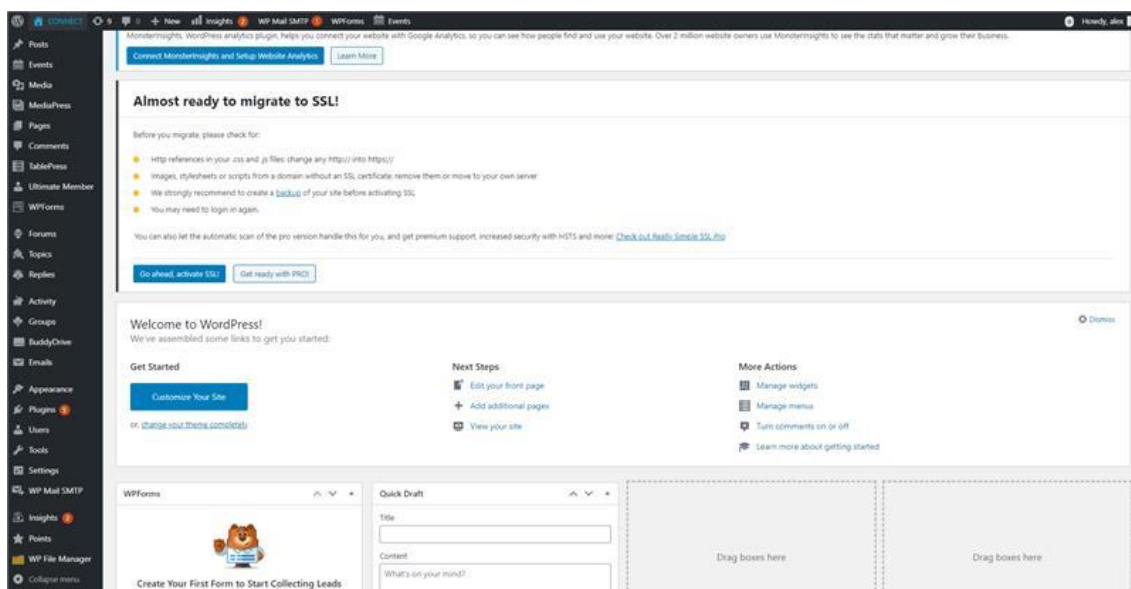 CONNECT 9 0 + New Insights 2 WP Mail SMTP 1 WPForms Events Howdy, alex
Posts
Events
Media
MediaPress
Pages
Comments
TablePress
Ultimate Member
WPForms
Forums
Topics
Replies
Activity
Groups
BuddyDrive
Emails
Appearance
Plugins 5
Users
Tools
Settings
WP Mail SMTP
Insights 2
Points
WP File Manager
Collapse menu
MonsterInsights, WordPress analytics plugin, helps you connect your website with Google Analytics, so you can see how people find and use your website. Over 2 million website owners use MonsterInsights to see the stats that matter and grow their business.
Connect MonsterInsights and Setup Website Analytics Learn More
Almost ready to migrate to SSL!
Before you migrate, please check for:
Http references in your .css and .js files: change any http:// into https://
Images, stylesheets or scripts from a domain without an SSL certificate: remove them or move to your own server
We strongly recommend to create a backup of your site before activating SSL
You may need to login in again.
You can also let the automatic scan of the pro version handle this for you, and get premium support, increased security with HSTS and more! Check out Really Simple SSL Pro
Go ahead, activate SSL! Get ready with PRO!
Welcome to WordPress!
We've assembled some links to get you started:
Dismiss
Get Started
Customize Your Site
or, change your theme completely
Next Steps
Edit your front page
+ Add additional pages
View your site
More Actions
Manage widgets
Manage menus
Turn comments on or off
Learn more about getting started
WPForms
Create Your First Form to Start Collecting Leads
Quick Draft
Title
Content
What's on your mind?
Drag boxes here
Drag boxes here